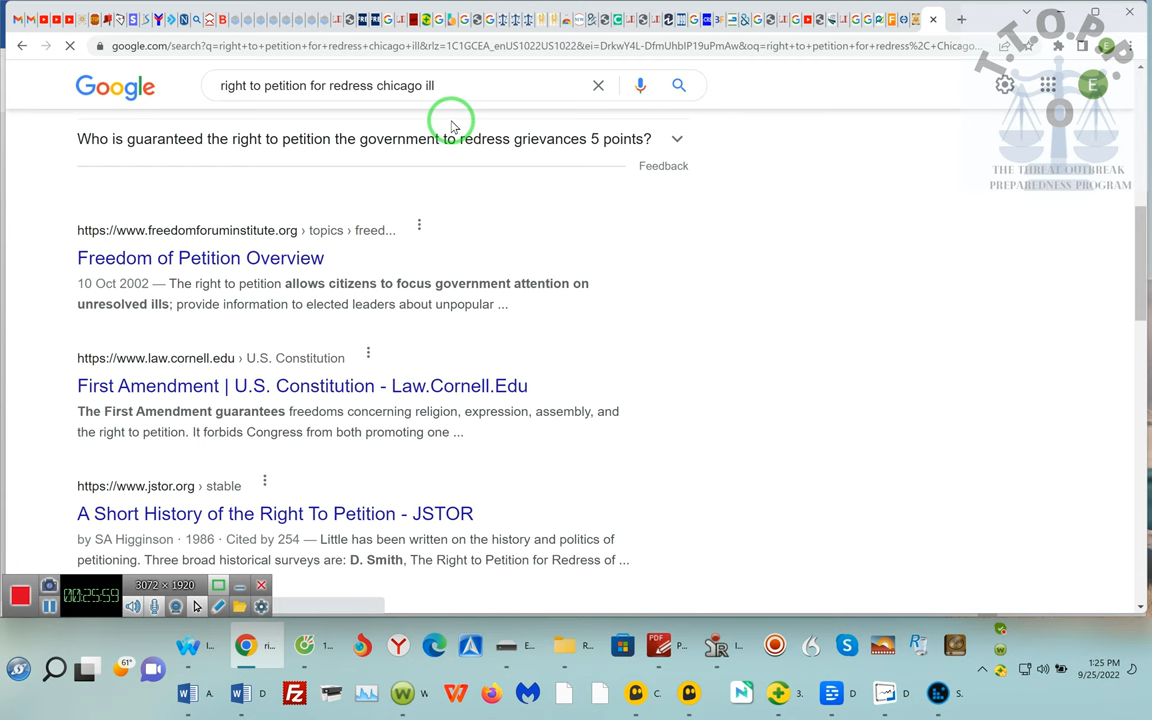 google.com/search?q=right+to+petition+for+redress+chicago+ill&rlz=1C1GCEA_enUS1022US1022&ei=DrkwY4L-DfmUhbIP19uPmAw&oq=right+to+petition+for+redress%2C+Chicago...
T.T.O.P.P.
Google
right to petition for redress chicago ill
E
O
Who is guaranteed the right to petition the government to redress grievances 5 points?
Feedback
THE THREAT OUTBREAK
PREPAREDNESS PROGRAM
https://www.freedomforuminstitute.org › topics › freed...
Freedom of Petition Overview
10 Oct 2002 — The right to petition allows citizens to focus government attention on
unresolved ills; provide information to elected leaders about unpopular ...
https://www.law.cornell.edu › U.S. Constitution
First Amendment | U.S. Constitution - Law.Cornell.Edu
The First Amendment guarantees freedoms concerning religion, expression, assembly, and
the right to petition. It forbids Congress from both promoting one ...
https://www.jstor.org › stable
A Short History of the Right To Petition - JSTOR
by SA Higginson · 1986 · Cited by 254 — Little has been written on the history and politics of
petitioning. Three broad historical surveys are: D. Smith, The Right to Petition for Redress of ...
3072 × 1920
00:25:59
I... ri... 1... E... R... P... I...
61°
1:25 PM
9/25/2022
A. D W C. 3. D D S.